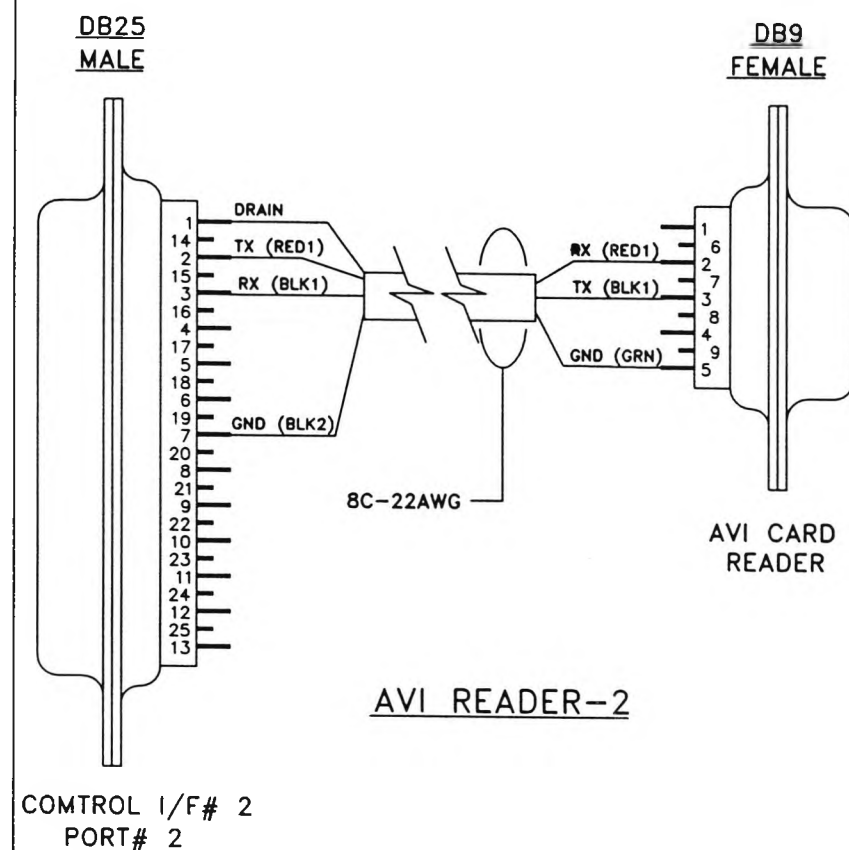 DB25
MALE
DB9
FEMALE
1
14
2
15
3
16
4
17
5
18
6
19
7
20
8
21
9
22
10
23
11
24
12
25
13
DRAIN
TX (RED1)
RX (BLK1)
GND (BLK2)
8C-22AWG
RX (RED1)
TX (BLK1)
GND (GRN)
1
6
2
7
3
8
4
9
5
AVI CARD
READER
AVI READER-2
COMTROL I/F# 2
PORT# 2